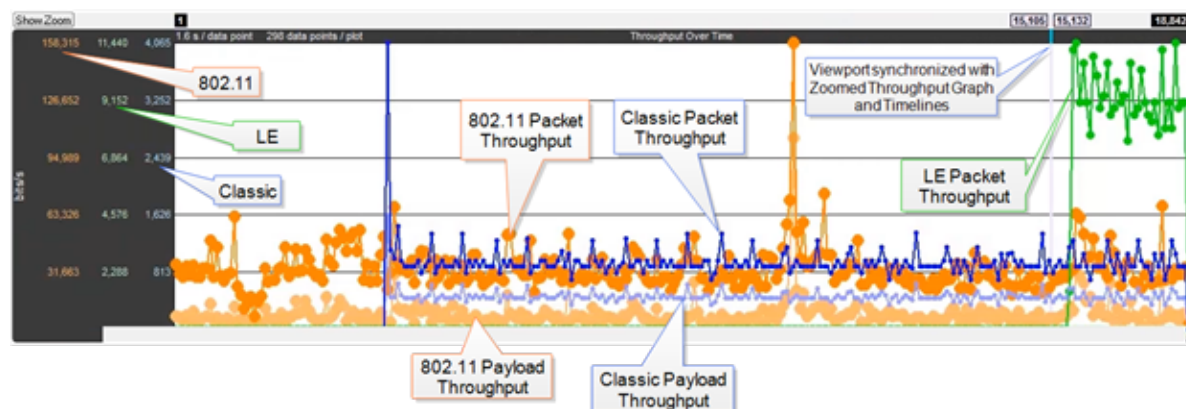 Show Zoom
1
15,105
15,132
18,842
158,315 11,440 4,065
1.6 s / data point 298 data points / plot
Throughput Over Time
802.11
Viewport synchronized with
Zoomed Throughput Graph
and Timelines
126,652 9,152 3,252
LE
802.11 Packet
Throughput
Classic Packet
Throughput
94,989 6,864 2,439
Classic
LE Packet
Throughput
bits/s
63,326 4,576 1,626
31,663 2,288 813
802.11 Payload
Throughput
Classic Payload
Throughput